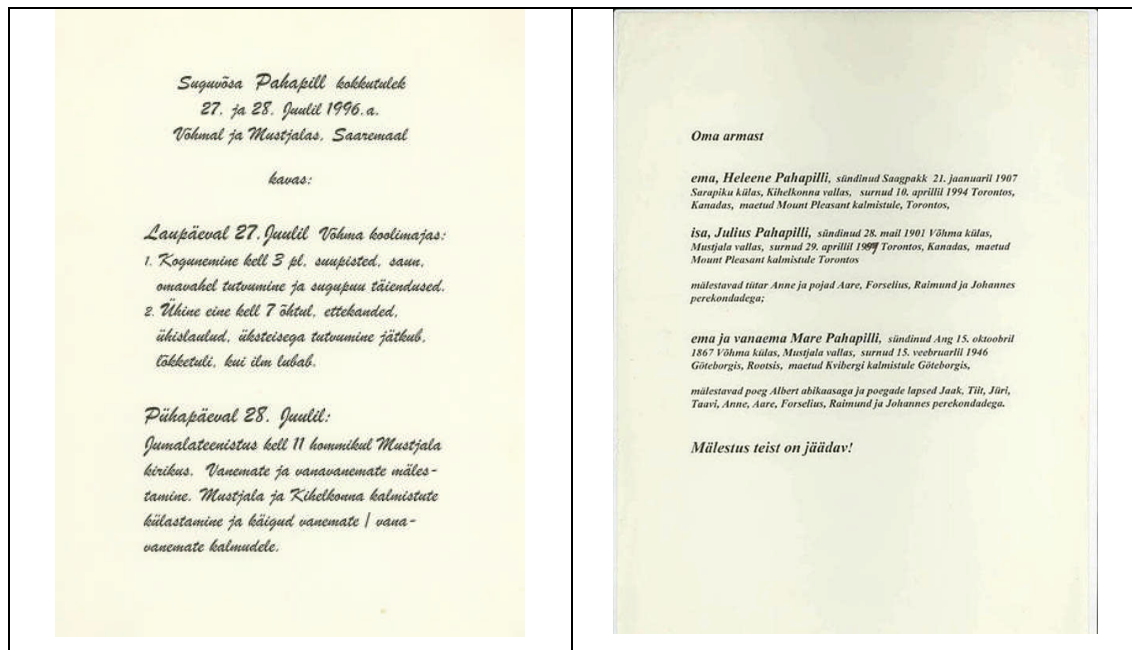 Suguvõsa Pahapill kokkutulek
27. ja 28. Juulil 1996.a.
Võhmal ja Mustjalas, Saaremaal
kavas:
Laupäeval 27. Juulil Võhma koolimajas:
1. Kogunemine kell 3 pl, suupisted, saun,
omavahel tutvumine ja sugupuu täiendused.
2. Ühine eine kell 7 õhtul, ettekanded,
ühislaulud, üksteisega tutvumine jätkub,
lõkketuli, kui ilm lubab.
Pühapäeval 28. Juulil:
Jumalateenistus kell 11 hommikul Mustjala
kirikus. Vanemate ja vanavanemate mäles-
tamine. Mustjala ja Kihelkonna kalmistute
külastamine ja käigud vanemate / vana-
vanemate kalmudele.
Oma armast
ema, Heleene Pahapilli, sündinud Saagpakk 21. jaanuaril 1907
Sarapiku külas, Kihelkonna vallas, surnud 10. aprillil 1994 Torontos,
Kanadas, maetud Mount Pleasant kalmistule, Torontos,
isa, Julius Pahapilli, sündinud 28. mail 1901 Võhma külas,
Mustjala vallas, surnud 29. aprillil Torontos, Kanadas, maetud
Mount Pleasant kalmistule Torontos
mälestavad tütar Anne ja pojad Aare, Forselius, Raimund ja Johannes
perekondadega;
ema ja vanaema Mare Pahapilli, sündinud Ang 15. oktoobril
1867 Võhma külas, Mustjala vallas, surnud 15. veebruarlil 1946
Göteborgis, Rootsis, maetud Kvibergi kalmistule Göteborgis,
mälestavad poeg Albert abikaasaga ja poegade lapsed Jaak, Tiit, Jüri,
Taavi, Anne, Aare, Forselius, Raimund ja Johannes perekondadega.
Mälestus teist on jäädav!